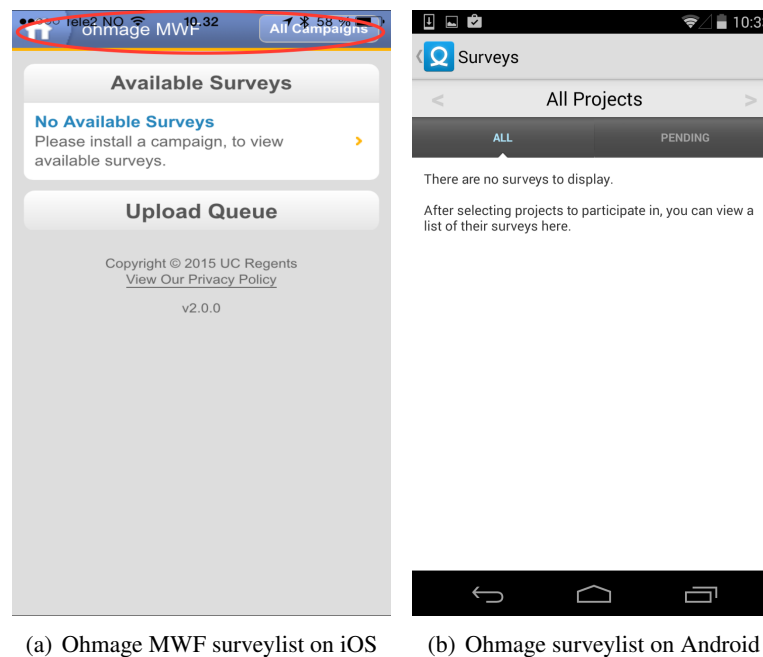 Tele2 NO 10.32 58 %
ohmage MWF All Campaigns
Available Surveys
No Available Surveys
Please install a campaign, to view
available surveys.
Upload Queue
Copyright © 2015 UC Regents
View Our Privacy Policy
v2.0.0
(a) Ohmage MWF surveylist on iOS
Surveys
< All Projects >
ALL PENDING
There are no surveys to display.
After selecting projects to participate in, you can view a
list of their surveys here.
(b) Ohmage surveylist on Android